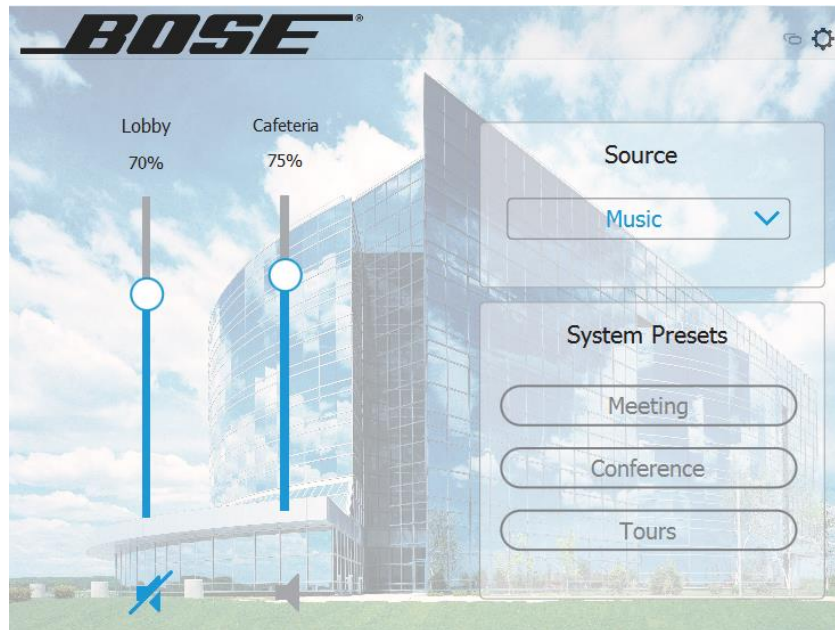 BOSE®
Lobby
70%
Cafeteria
75%
Source
Music
System Presets
Meeting
Conference
Tours